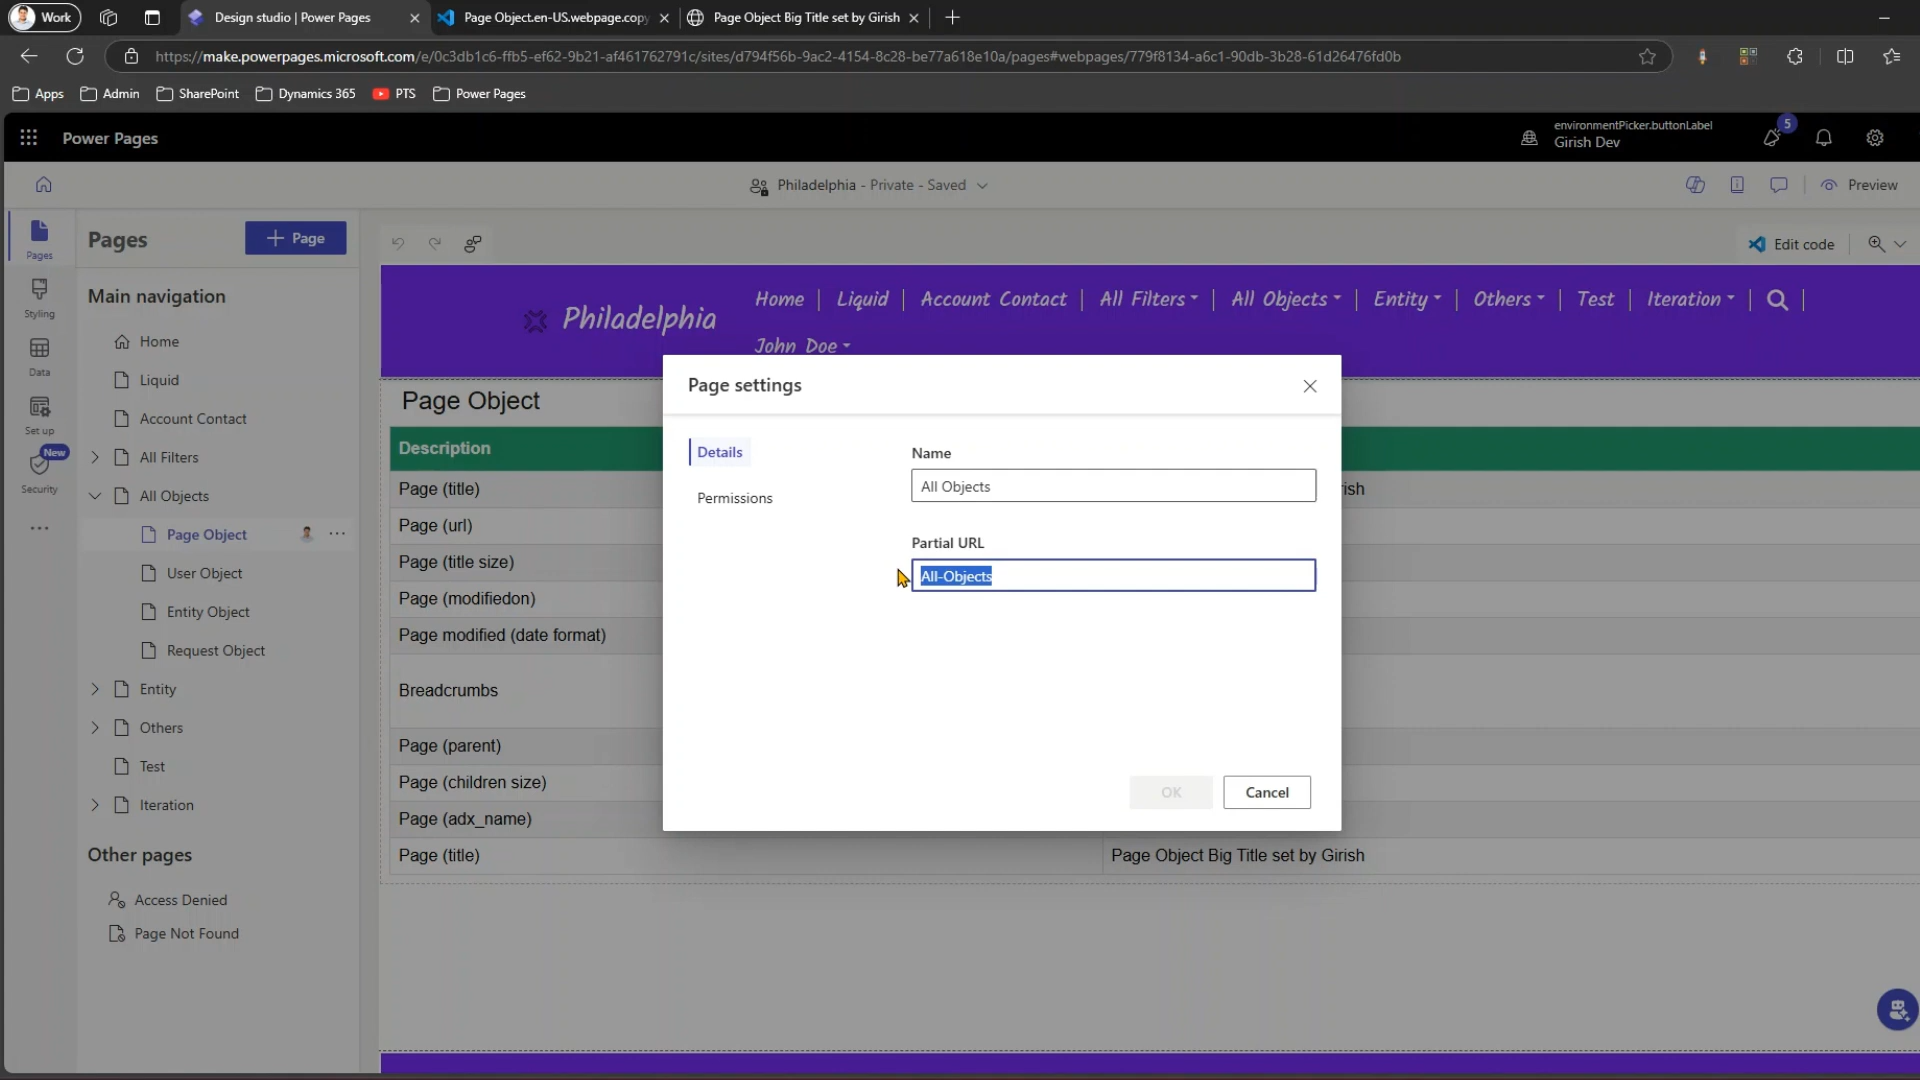 Work
Design studio | Power Pages
Page Object.en-US.webpage.copy
Page Object Big Title set by Girish
https://make.powerpages.microsoft.com/e/0c3db1c6-ffb5-ef62-9b21-af461762791c/sites/d794f56b-9ac2-4154-8c28-be77a618e10a/pages#webpages/779f8134-a6c1-90db-3b28-61d26476fd0b
Apps
Admin
SharePoint
Dynamics 365
PTS
Power Pages
Power Pages
environmentPicker.buttonLabel
Girish Dev
5
Philadelphia - Private - Saved
Preview
Pages
Styling
Data
Set up
New
Security
Pages
+ Page
Main navigation
Home
Liquid
Account Contact
All Filters
All Objects
Page Object
User Object
Entity Object
Request Object
Entity
Others
Test
Iteration
Other pages
Access Denied
Page Not Found
Edit code
Philadelphia
Home | Liquid | Account Contact | All Filters | All Objects | Entity | Others | Test | Iteration |
John Doe
Page Object
Description
Page (title)
ish
Page (url)
Page (title size)
Page (modifiedon)
Page modified (date format)
Breadcrumbs
Page (parent)
Page (children size)
Page (adx_name)
Page (title)
Page Object Big Title set by Girish
Page settings
Details
Permissions
Name
All Objects
Partial URL
All-Objects
OK
Cancel